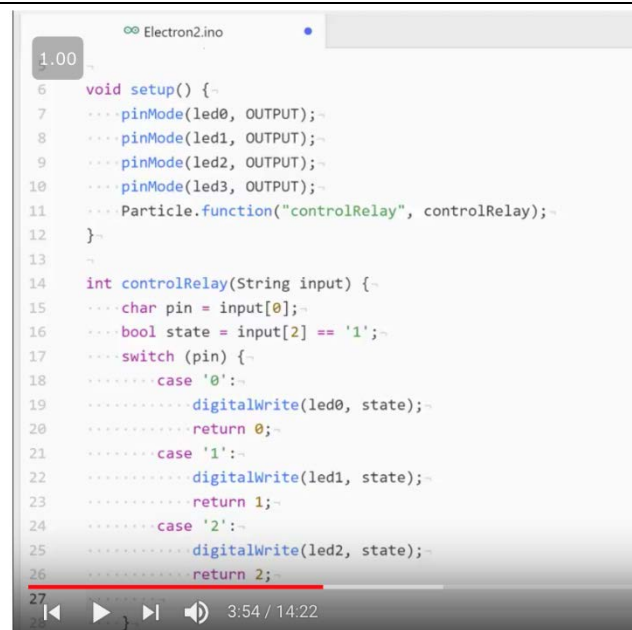 Electron2.ino
1.00
6 void setup() {
7 pinMode(led0, OUTPUT);
8 pinMode(led1, OUTPUT);
9 pinMode(led2, OUTPUT);
10 pinMode(led3, OUTPUT);
11 Particle.function("controlRelay", controlRelay);
12 }
13
14 int controlRelay(String input) {
15 char pin = input[0];
16 bool state = input[2] == '1';
17 switch (pin) {
18 case '0':
19 digitalWrite(led0, state);
20 return 0;
21 case '1':
22 digitalWrite(led1, state);
23 return 1;
24 case '2':
25 digitalWrite(led2, state);
26 return 2;
27
28 }
3:54 / 14:22